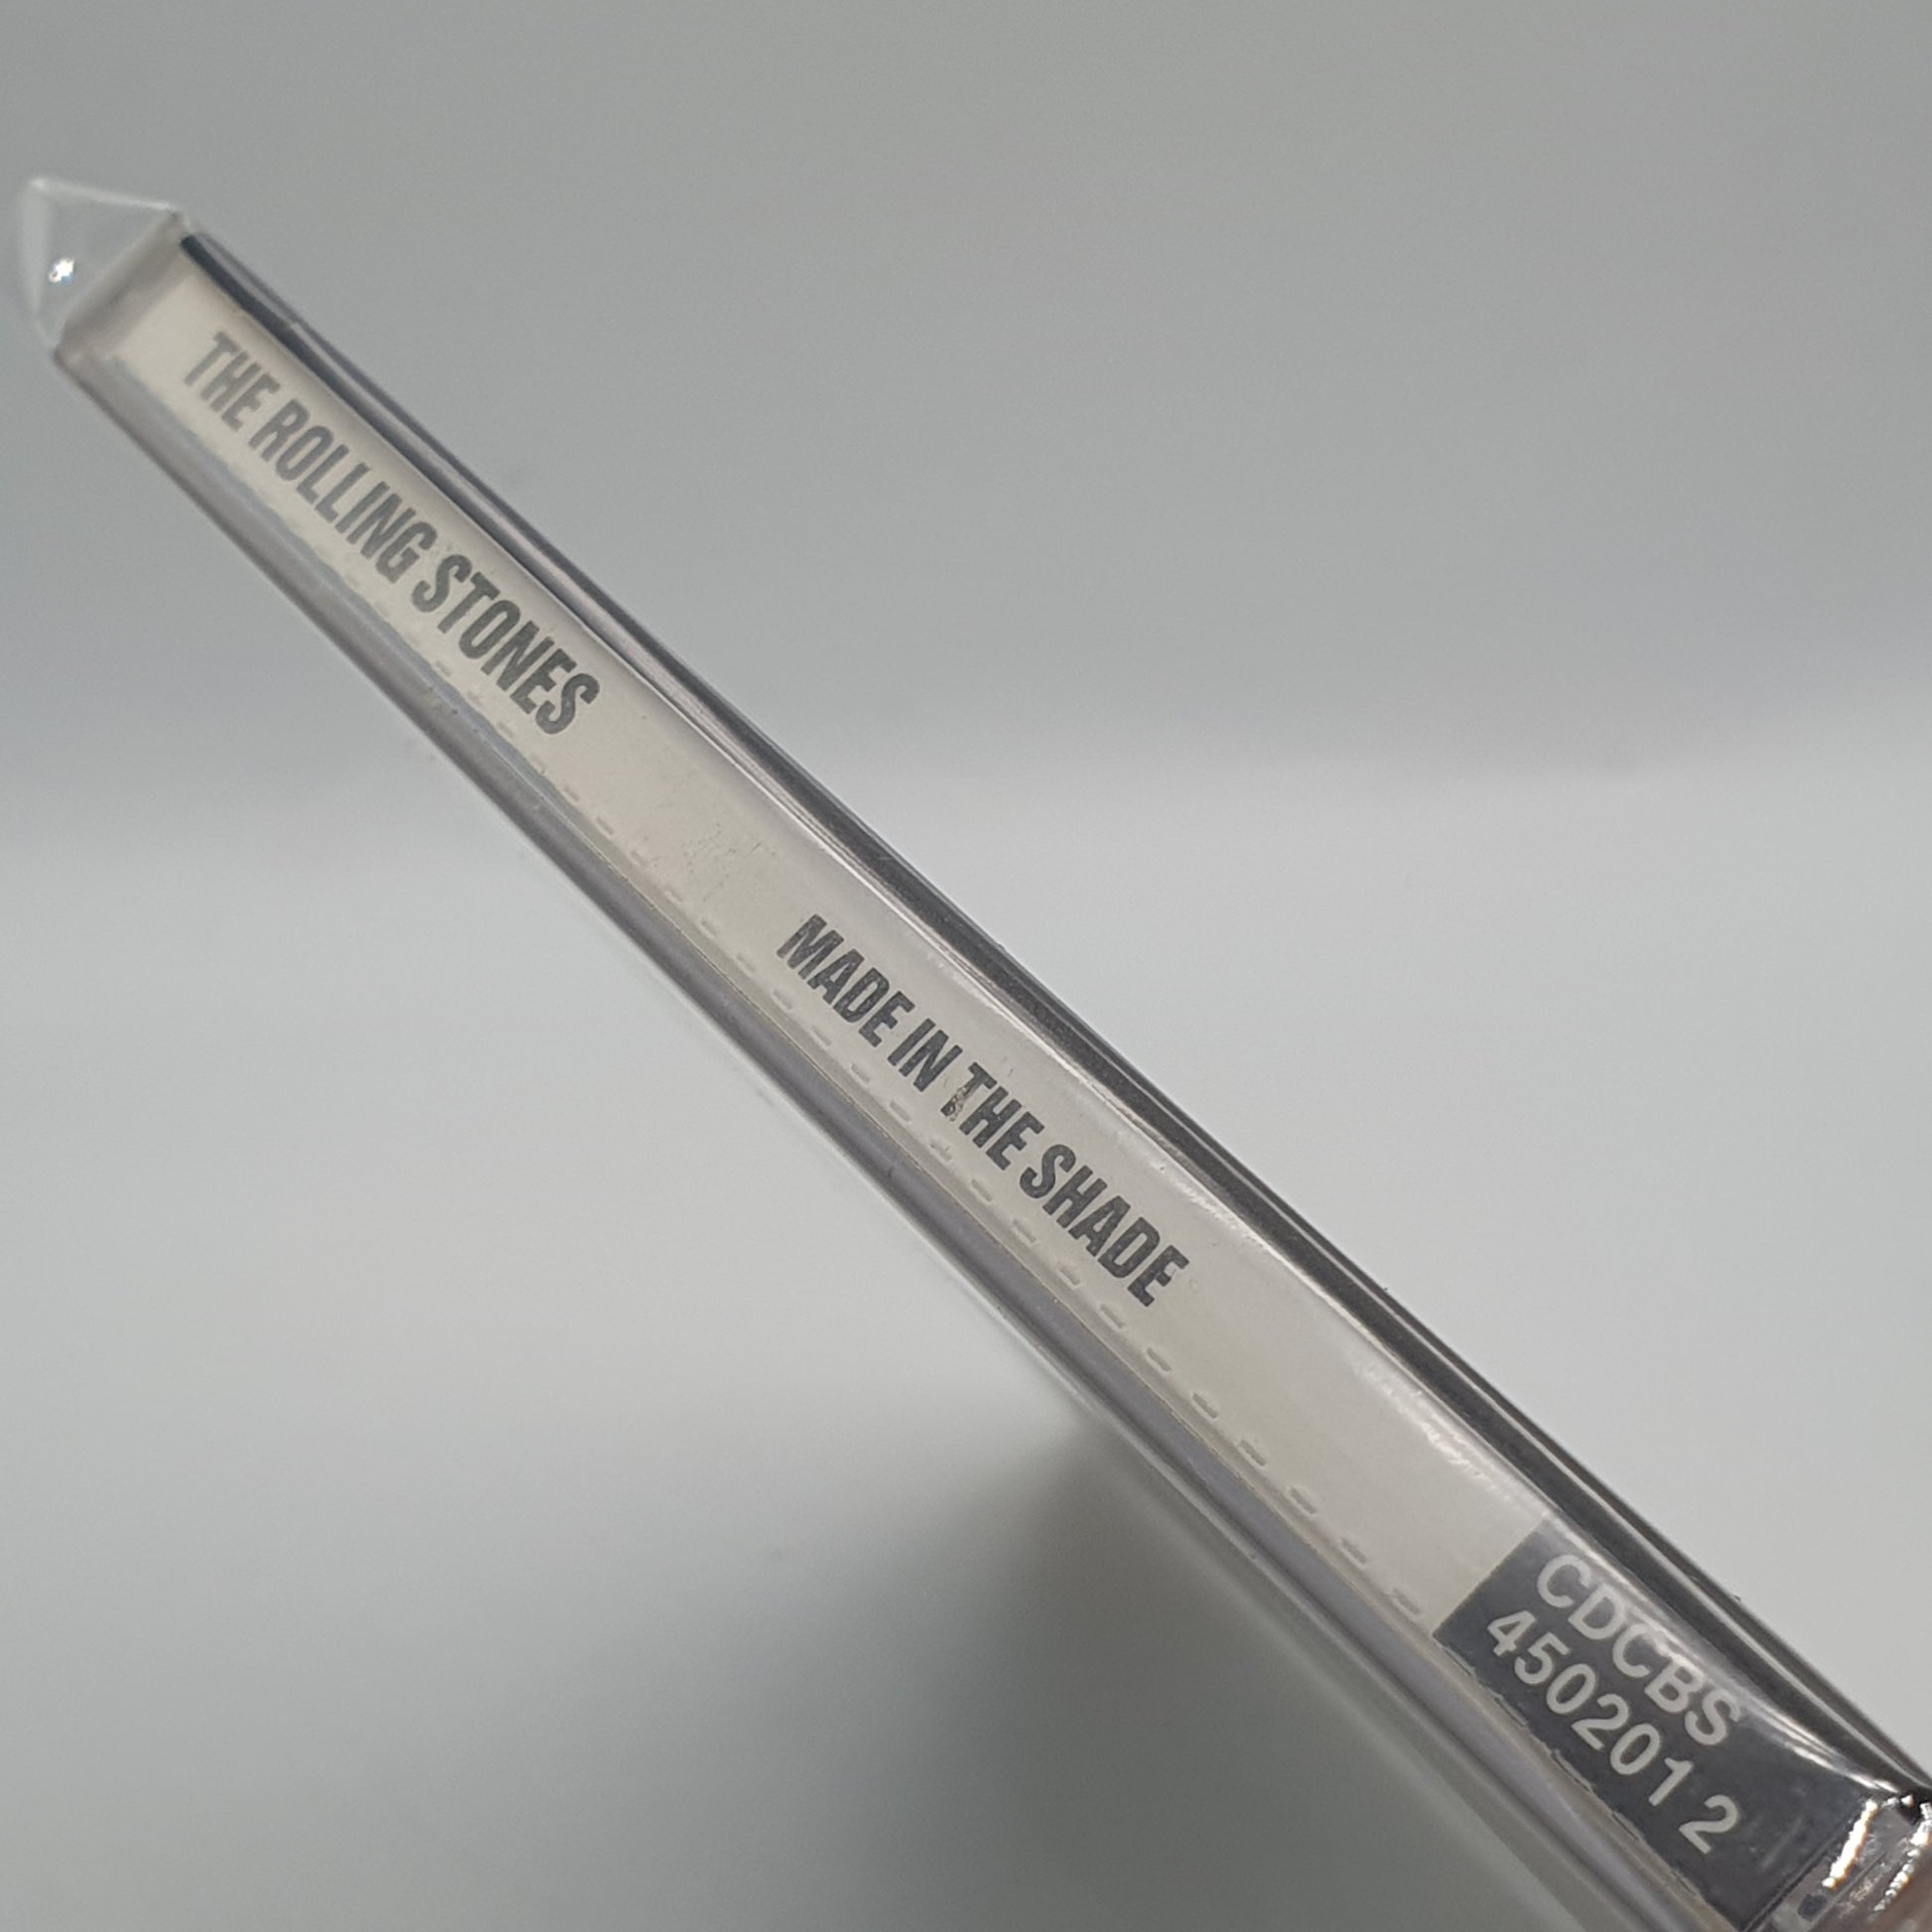 THE ROLLING STONES
MADE IN THE SHADE
CDCBS
450201 2